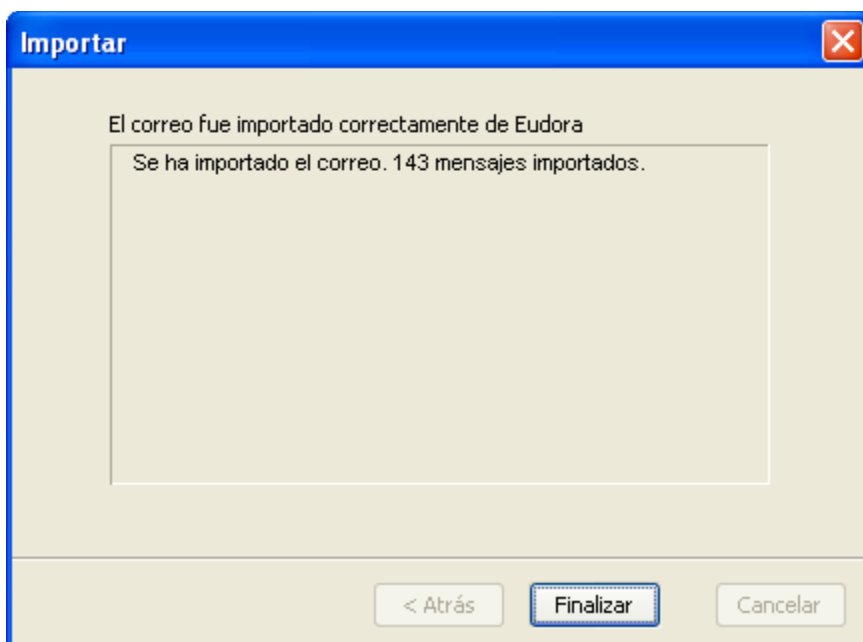 Importar
El correo fue importado correctamente de Eudora
Se ha importado el correo. 143 mensajes importados.
< Atrás
Finalizar
Cancelar